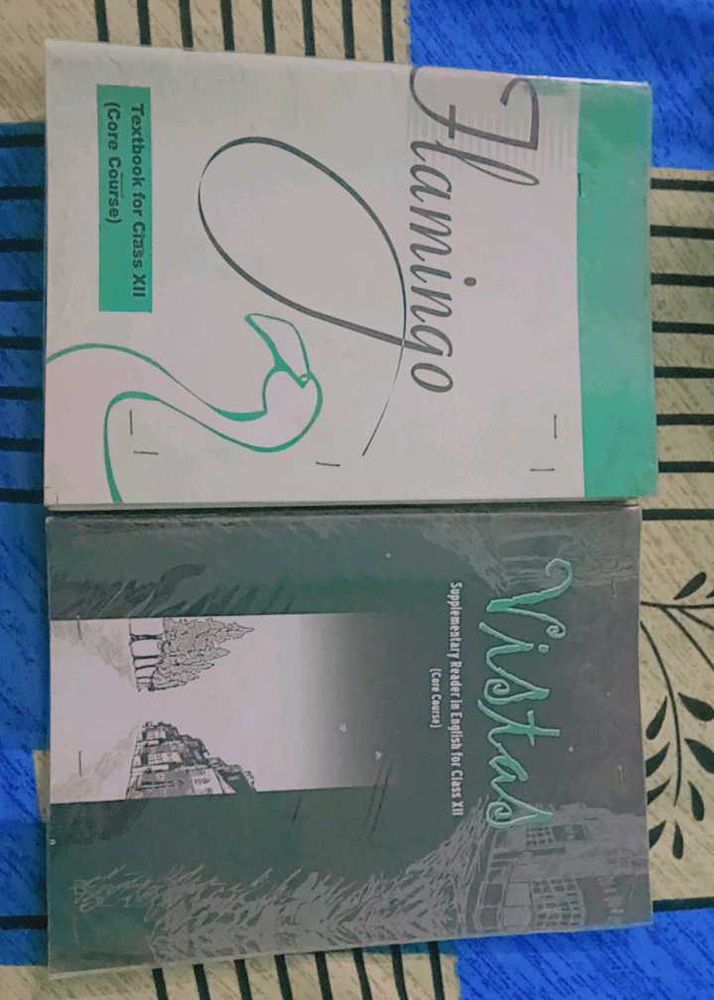 Flamingo
Textbook for Class XII
(Core Course)
Vistas
Supplementary Reader in English for Class XII
(Core Course)